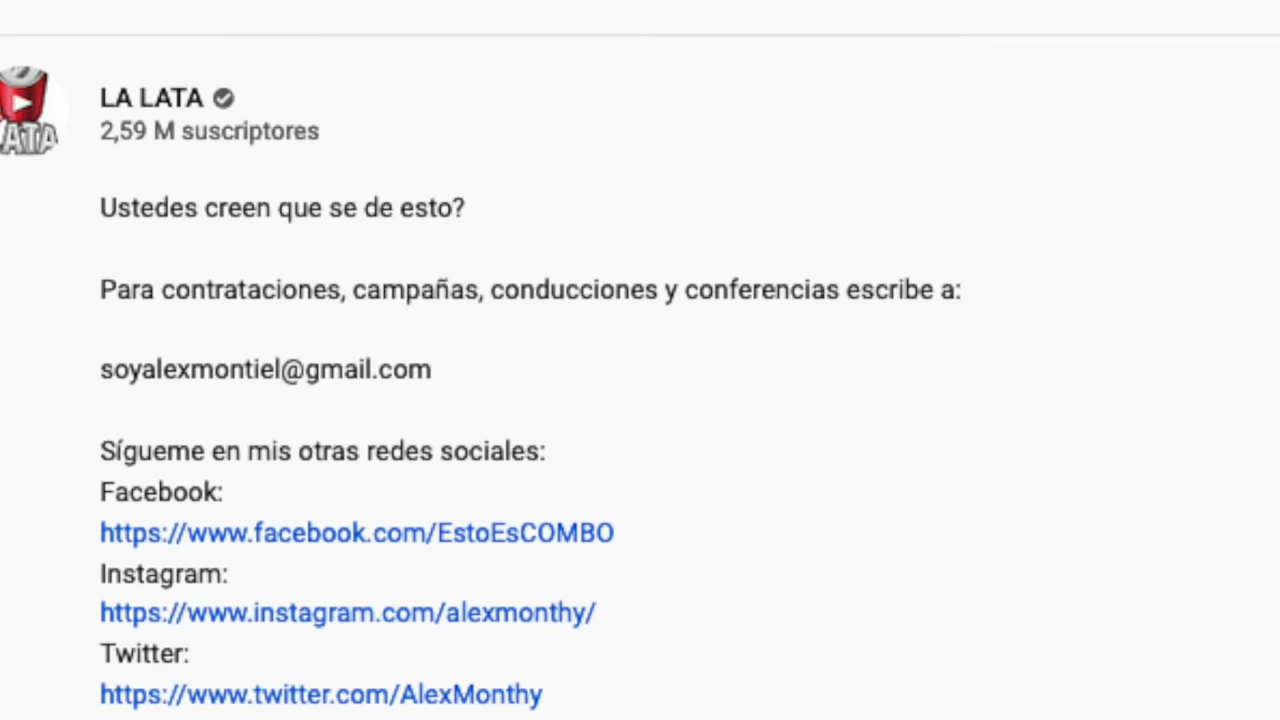 LA LATA
2,59 M suscriptores
LATA
Ustedes creen que se de esto?
Para contrataciones, campañas, conducciones y conferencias escribe a:
soyalexmontiel@gmail.com
Sígueme en mis otras redes sociales:
Facebook:
https://www.facebook.com/EstoEsCOMBO
Instagram:
https://www.instagram.com/alexmonthy/
Twitter:
https://www.twitter.com/AlexMonthy